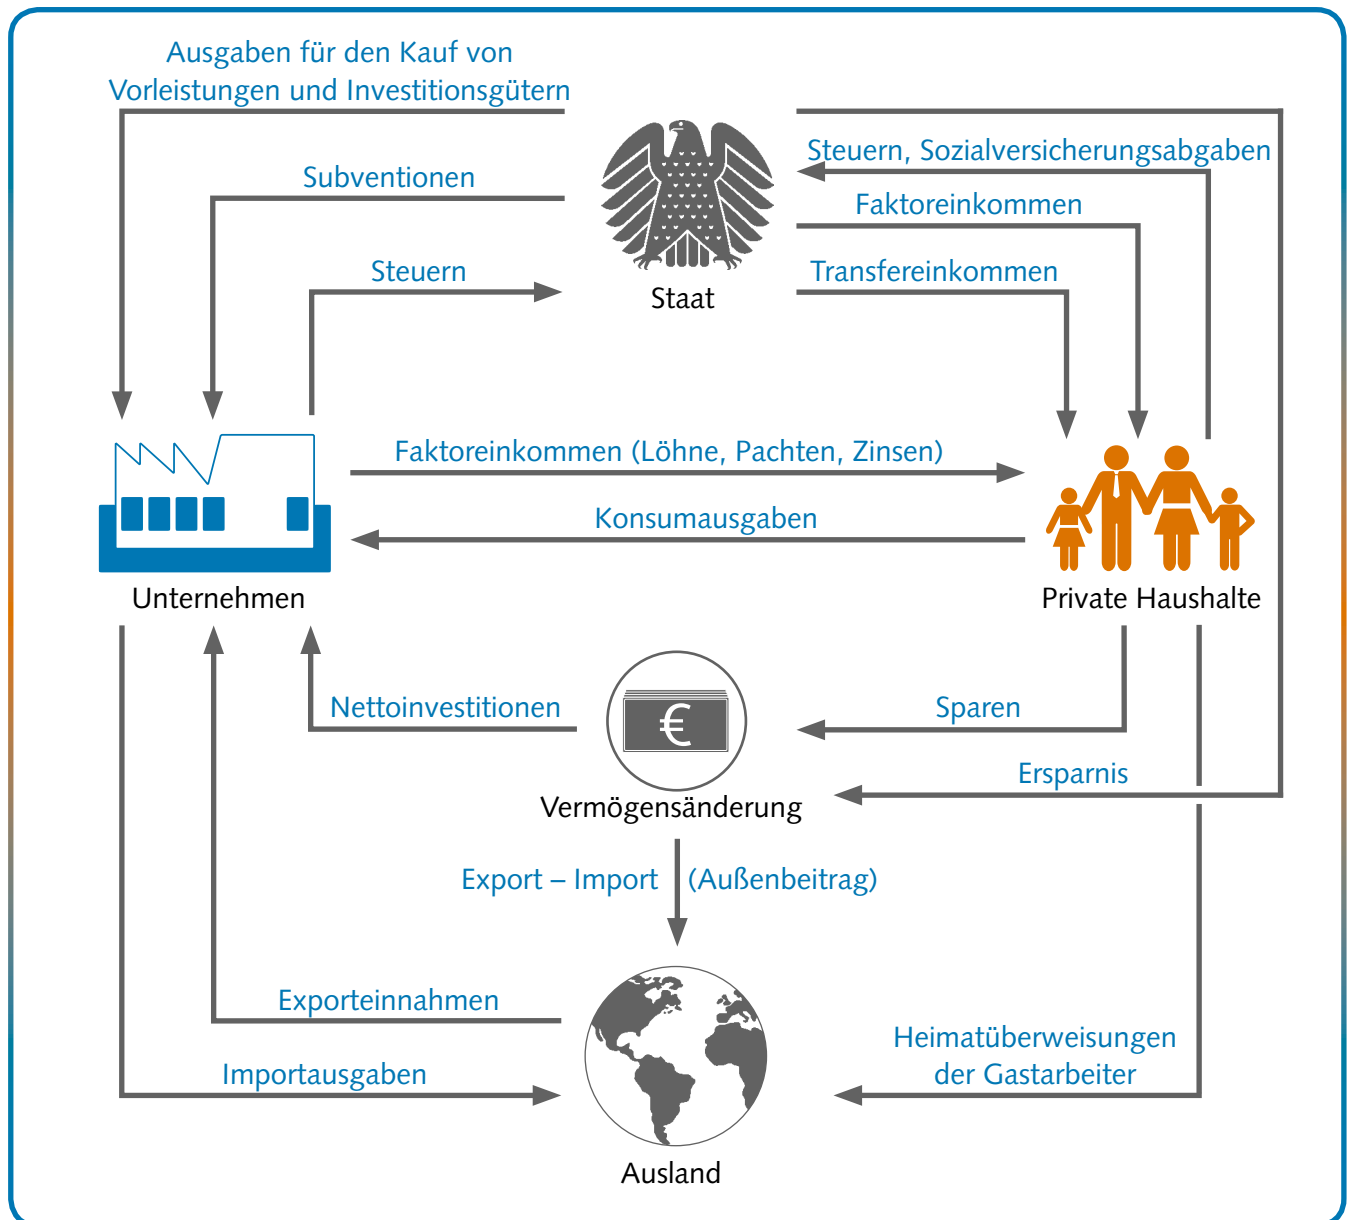 Ausgaben für den Kauf von
Vorleistungen und Investitionsgütern
Steuern, Sozialversicherungsabgaben
Subventionen
Faktoreinkommen
Steuern
Transfereinkommen
Staat
Faktoreinkommen (Löhne, Pachten, Zinsen)
Konsumausgaben
Unternehmen
Private Haushalte
Nettoinvestitionen
€
Sparen
Ersparnis
Vermögensänderung
Export – Import (Außenbeitrag)
Exporteinnahmen
Heimatüberweisungen
der Gastarbeiter
Importausgaben
Ausland